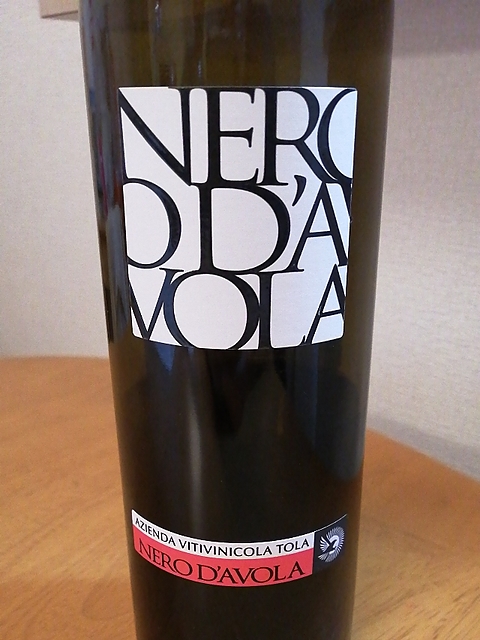 NERO
O D'A
VOLA
AZIENDA VITIVINICOLA TOLA
NERO D'AVOLA